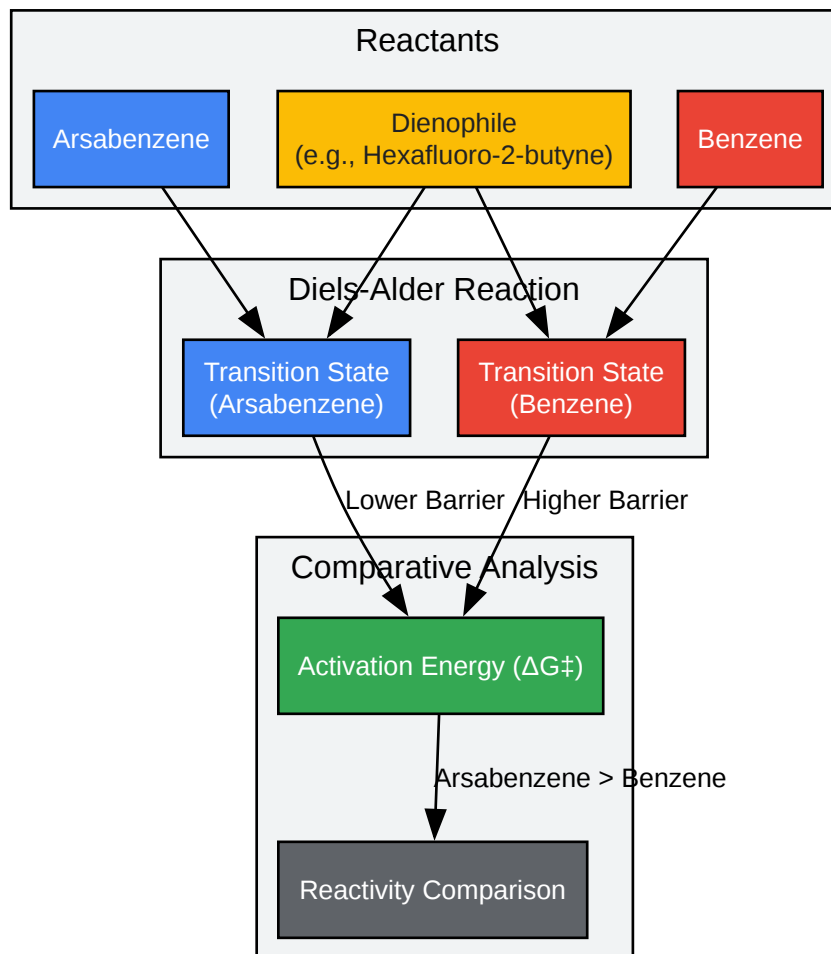 Reactants
Arsabenzene
Dienophile
(e.g., Hexafluoro-2-butyne)
Benzene
Diels-Alder Reaction
Transition State
(Arsabenzene)
Transition State
(Benzene)
Lower Barrier
Higher Barrier
Comparative Analysis
Activation Energy (ΔG‡)
Arsabenzene > Benzene
Reactivity Comparison